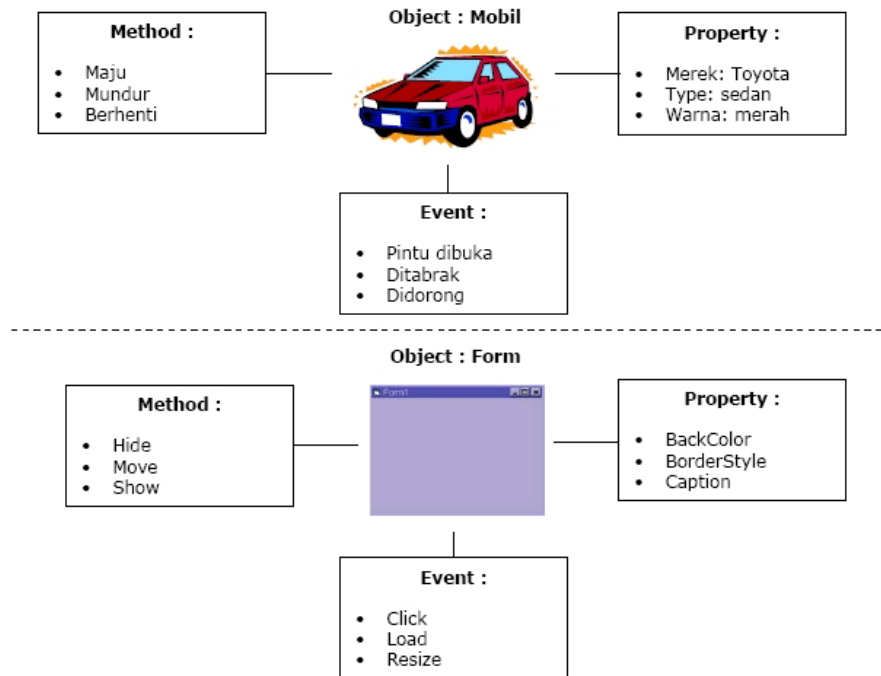 Object : Mobil
Method :
• Maju
• Mundur
• Berhenti
Property :
• Merek: Toyota
• Type: sedan
• Warna: merah
Event :
• Pintu dibuka
• Ditabrak
• Didorong
Object : Form
Method :
• Hide
• Move
• Show
Form1
Property :
• BackColor
• BorderStyle
• Caption
Event :
• Click
• Load
• Resize